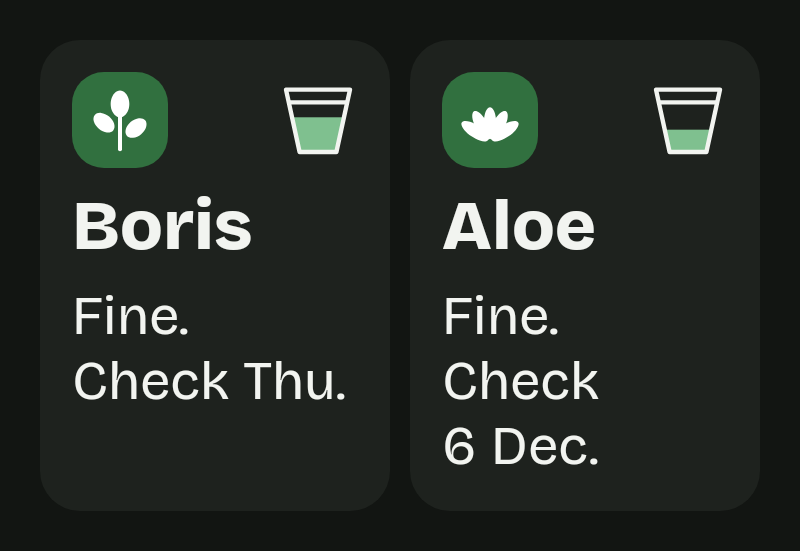 Boris
Fine.
Check Thu.
Aloe
Fine.
Check
6 Dec.